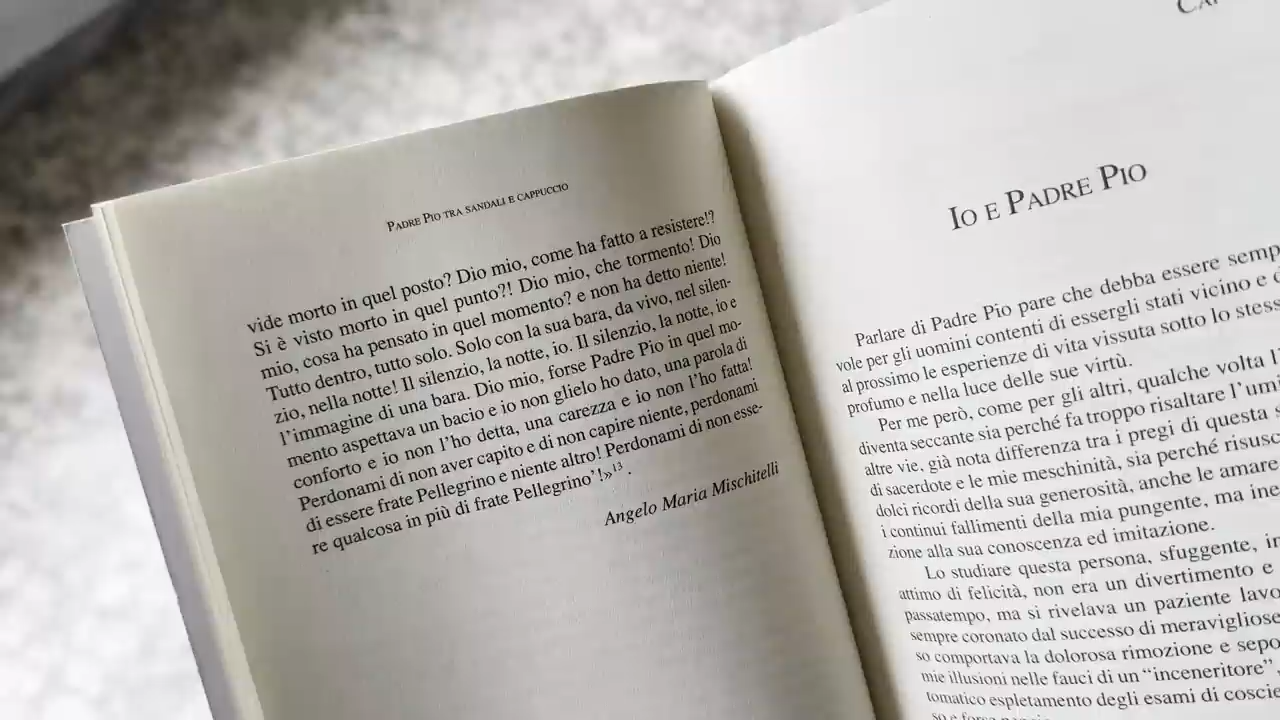 PADRE PIO TRA SANDALI E CAPPUCCIO
vide morto in quel posto? Dio mio, come ha fatto a resistere!?
Si è visto morto in quel punto?! Dio mio, che tormento! Dio
mio, cosa ha pensato in quel momento? e non ha detto niente!
Tutto dentro, tutto solo. Solo con la sua bara, da vivo, nel silen-
zio, nella notte! Il silenzio, la notte, io. Il silenzio, la notte, io e
l'immagine di una bara. Dio mio, forse Padre Pio in quel mo-
mento aspettava un bacio e io non glielo ho dato, una parola di
conforto e io non l'ho detta, una carezza e io non l'ho fatta!
Perdonami di non aver capito e di non capire niente, perdonami
di essere frate Pellegrino e niente altro! Perdonami di non esse-
re qualcosa in più di frate Pellegrino'!»13.
Angelo Maria Mischitelli
IO E PADRE PIO
Parlare di Padre Pio pare che debba essere
vole per gli uomini contenti di essergli stati vicino e
al prossimo le esperienze di vita vissuta sotto lo
profumo e nella luce delle sue virtù.
Per me però, come per gli altri, qualche volta
diventa seccante sia perché fa troppo risaltare
altre vie, già nota differenza tra i pregi di questa
di sacerdote e le mie meschinità, sia perché
dolci ricordi della sua generosità, anche le amare
i continui fallimenti della mia pungente, ma
zione alla sua conoscenza ed imitazione.
Lo studiare questa persona, sfuggente,
attimo di felicità, non era un divertimento e
passatempo, ma si rivelava un paziente
sempre coronato dal successo di
so comportava la dolorosa rimozione e
mie illusioni nelle fauci di un "inceneritore",
tomatico espletamento degli esami di